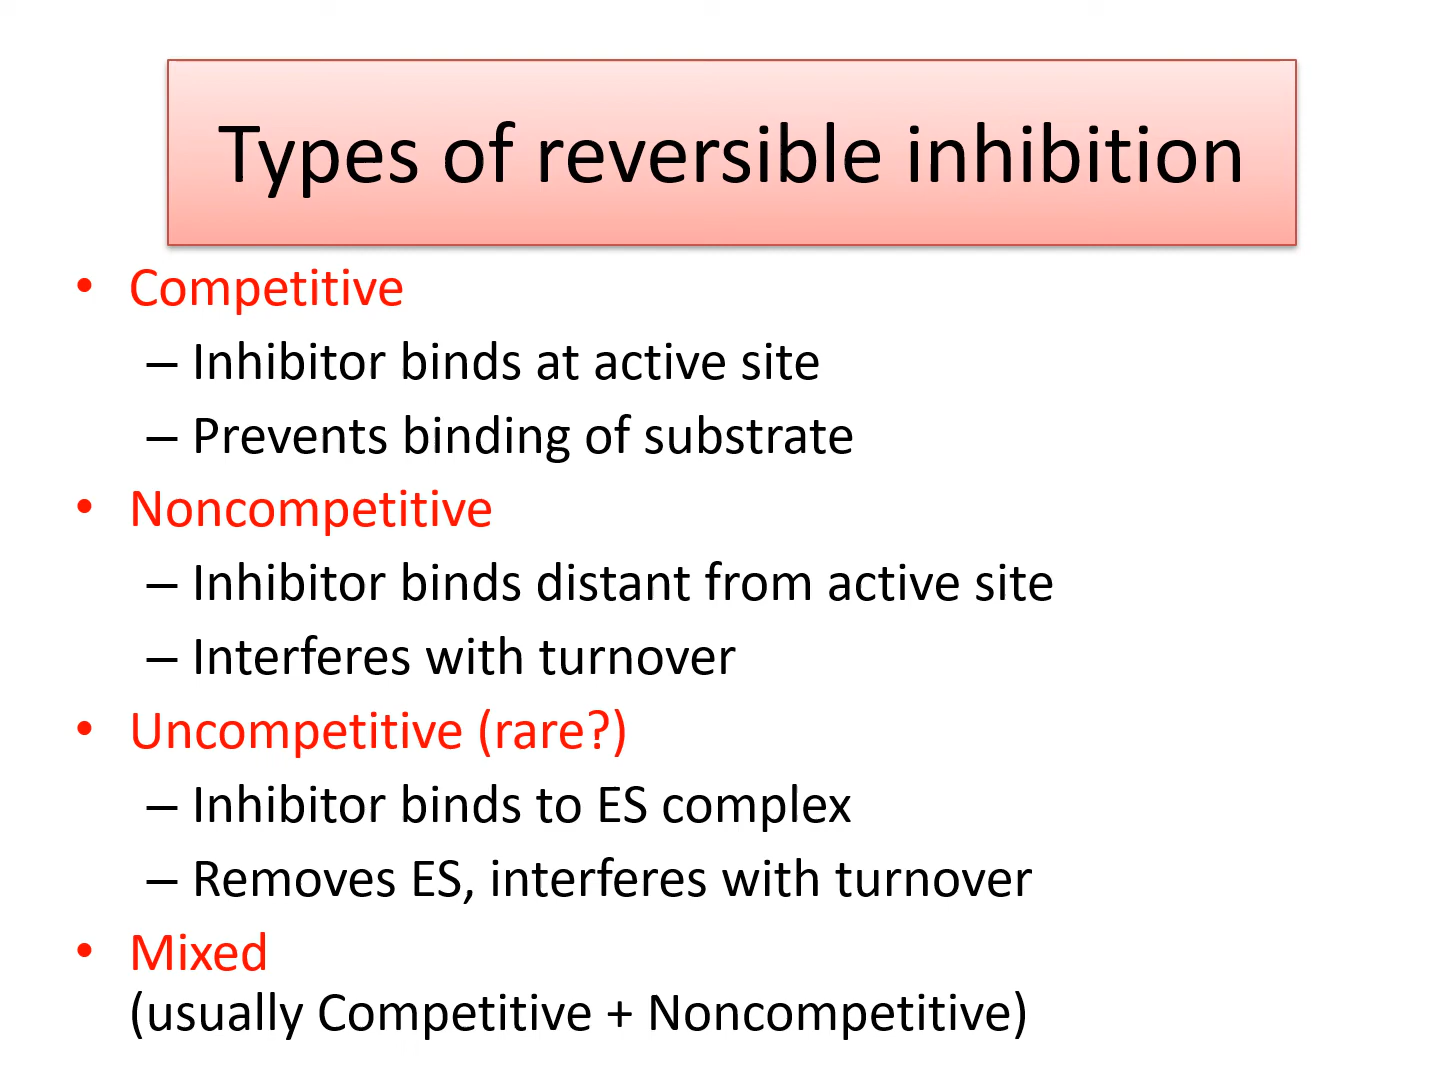 Types of reversible inhibition
• Competitive
– Inhibitor binds at active site
– Prevents binding of substrate
• Noncompetitive
– Inhibitor binds distant from active site
– Interferes with turnover
• Uncompetitive (rare?)
– Inhibitor binds to ES complex
– Removes ES, interferes with turnover
• Mixed
(usually Competitive + Noncompetitive)